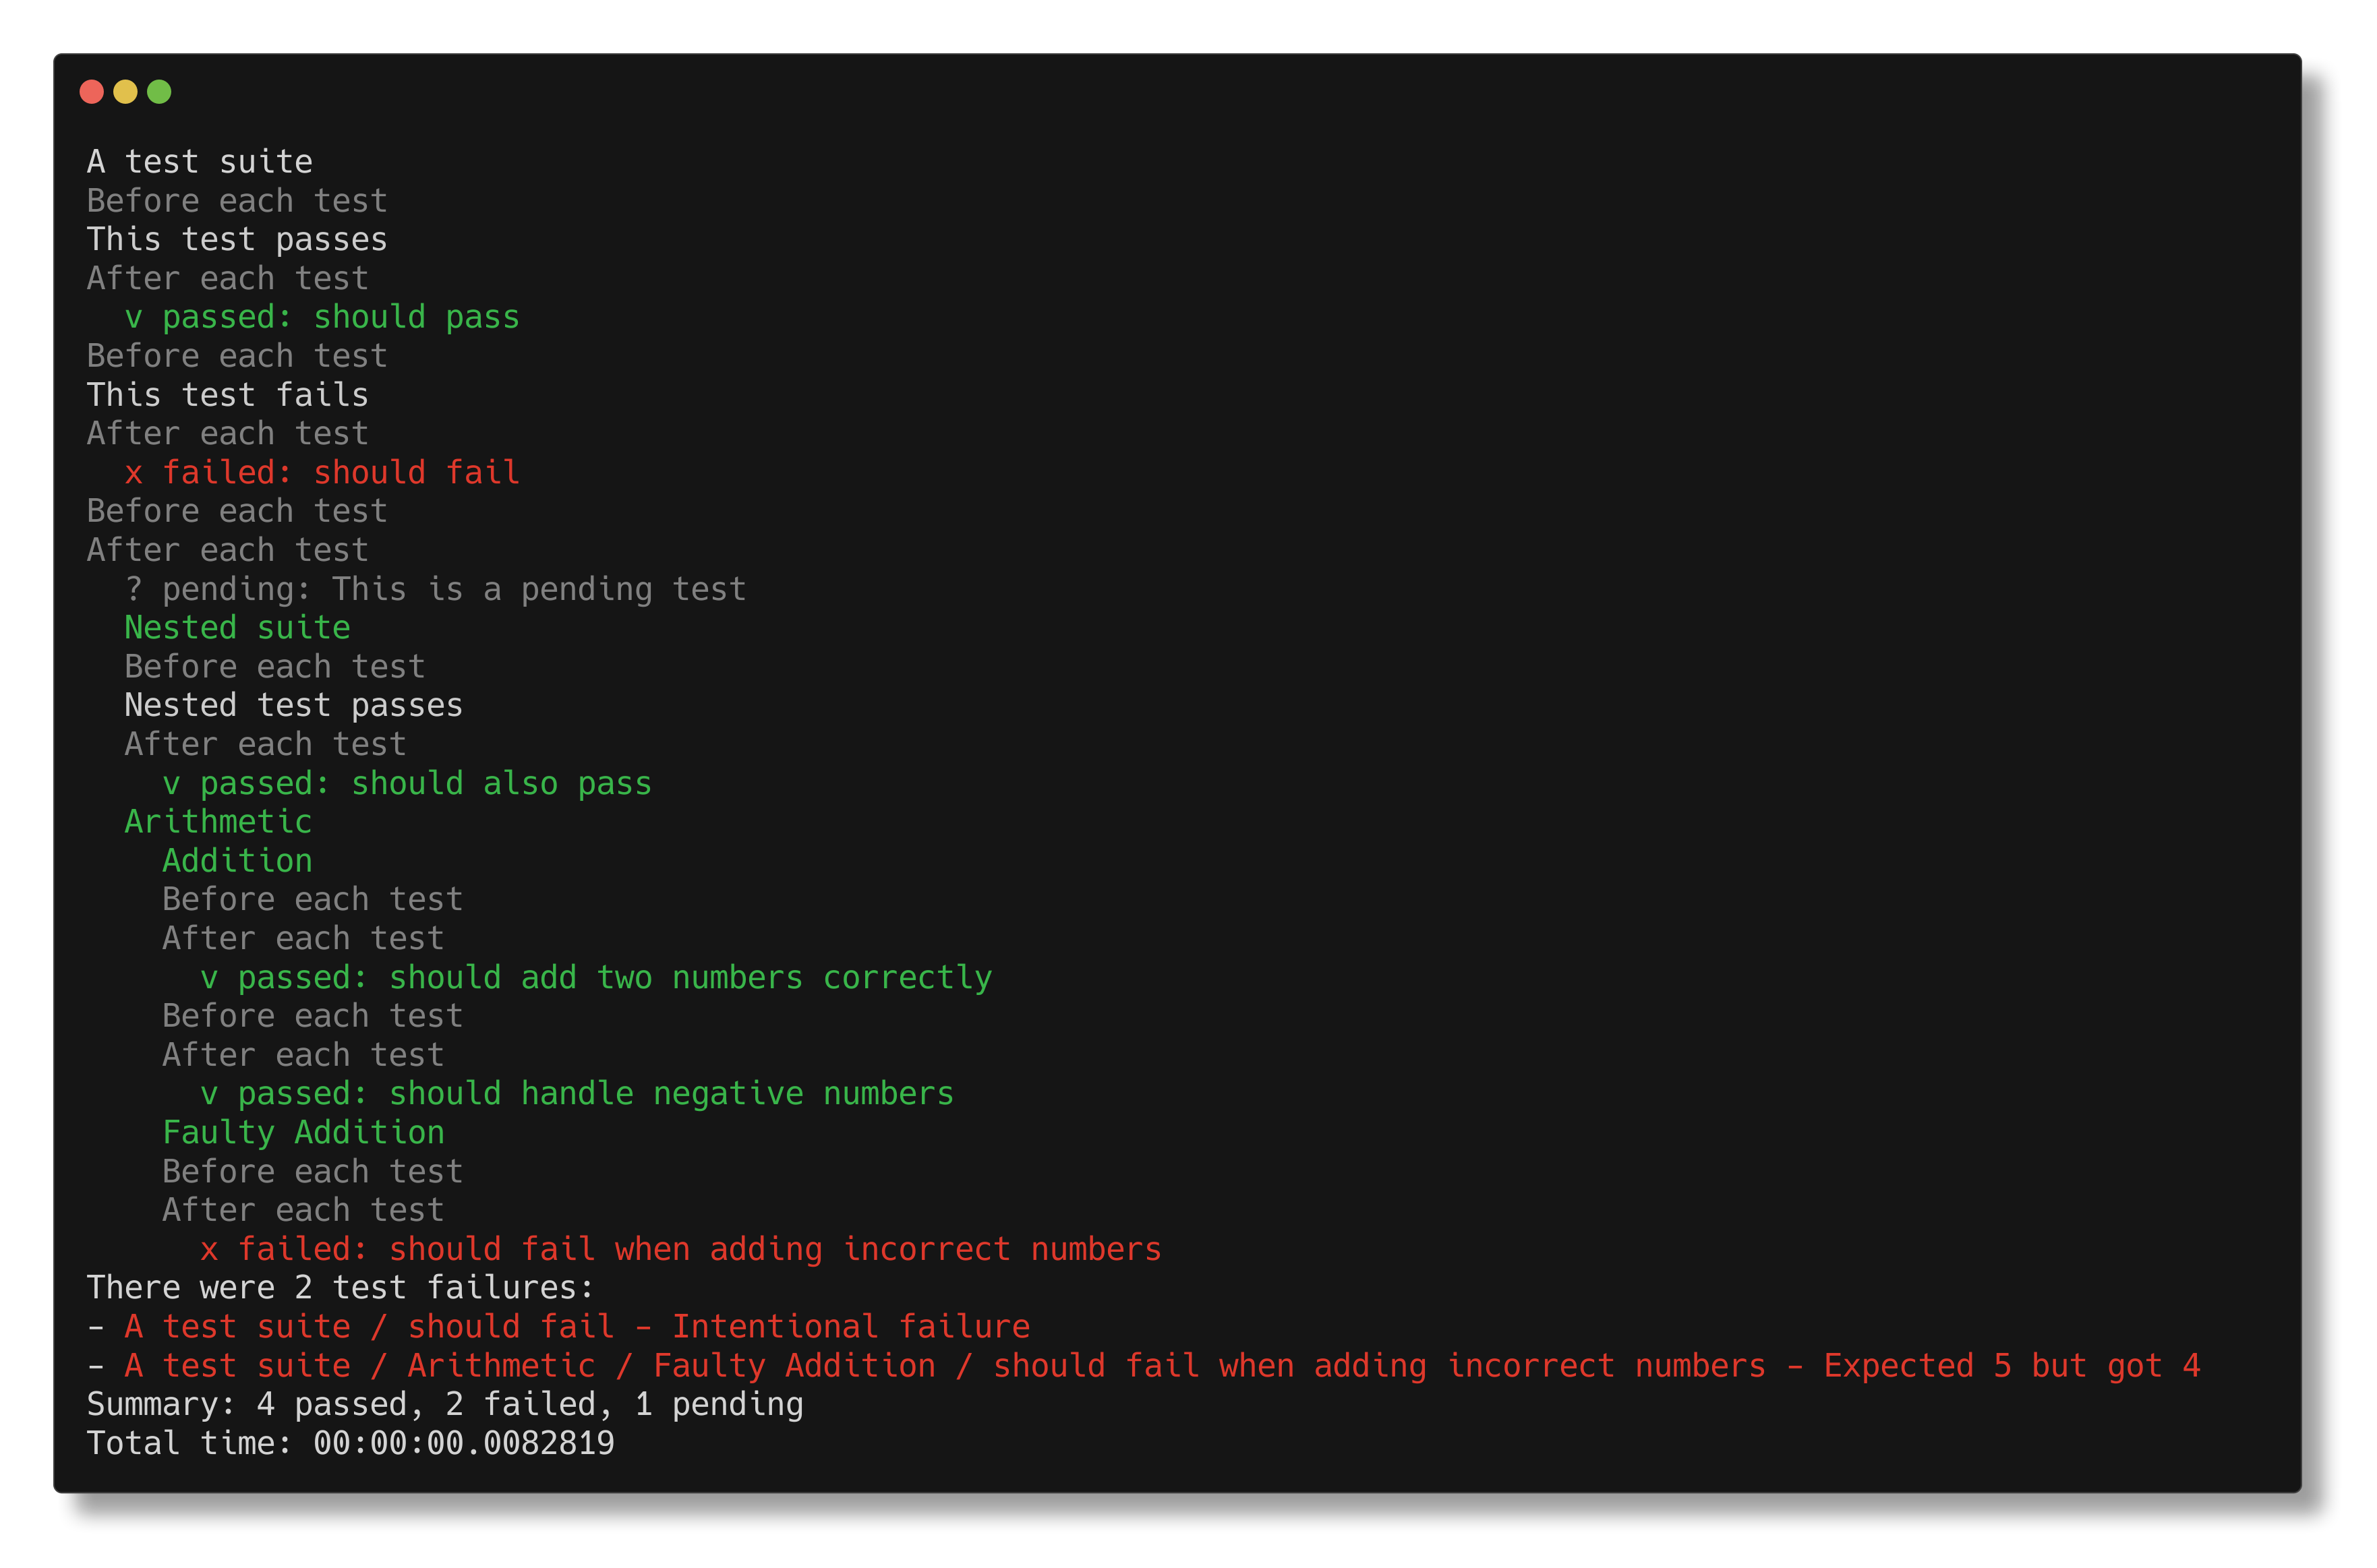 A test suite
Before each test
This test passes
After each test
  v passed: should pass
Before each test
This test fails
After each test
  x failed: should fail
Before each test
After each test
  ? pending: This is a pending test
  Nested suite
  Before each test
  Nested test passes
  After each test
    v passed: should also pass
  Arithmetic
    Addition
    Before each test
    After each test
      v passed: should add two numbers correctly
    Before each test
    After each test
      v passed: should handle negative numbers
    Faulty Addition
    Before each test
    After each test
      x failed: should fail when adding incorrect numbers
There were 2 test failures:
- A test suite / should fail - Intentional failure
- A test suite / Arithmetic / Faulty Addition / should fail when adding incorrect numbers - Expected 5 but got 4
Summary: 4 passed, 2 failed, 1 pending
Total time: 00:00:00.0082819